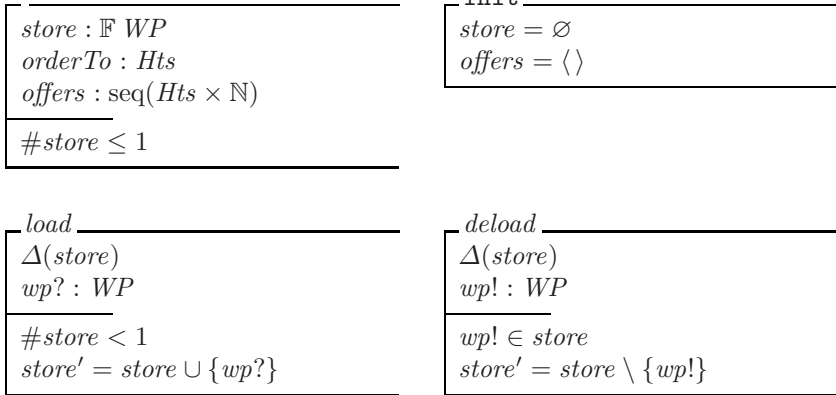 store : 𝔽 WP
orderTo : Hts
offers : seq(Hts × ℕ)
#store ≤ 1
Init
store = ∅
offers = ⟨ ⟩
load
Δ(store)
wp? : WP
#store < 1
store′ = store ∪ {wp?}
deload
Δ(store)
wp! : WP
wp! ∈ store
store′ = store \ {wp!}